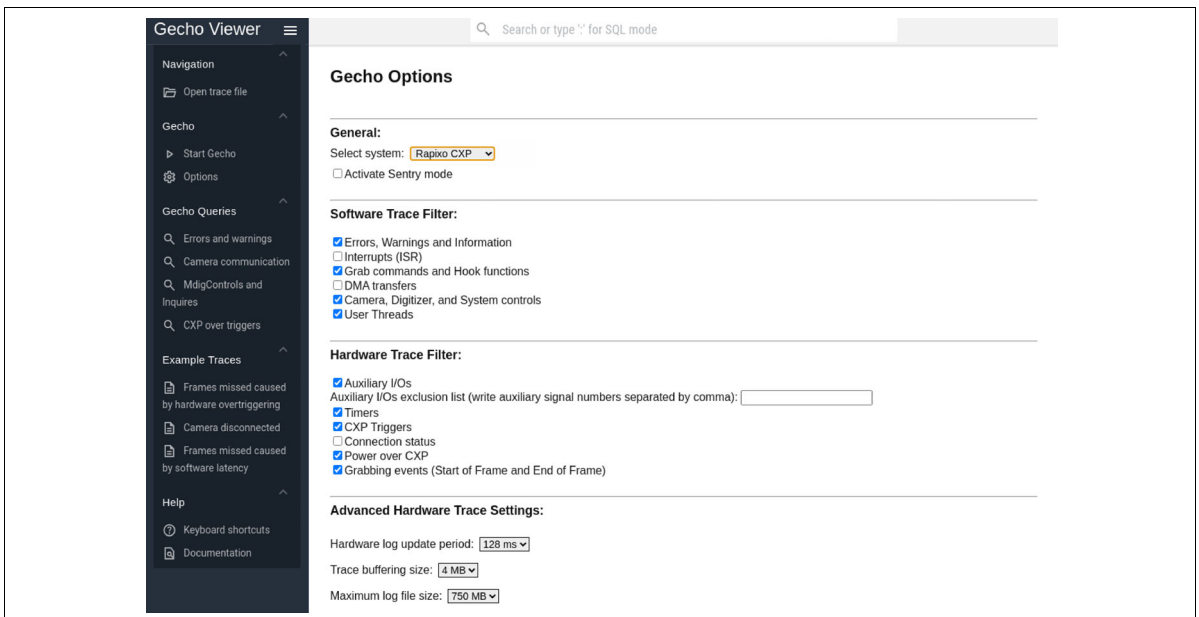 Gecho Viewer
Search or type ':' for SQL mode
Navigation
Open trace file
Gecho
Start Gecho
Options
Gecho Queries
Errors and warnings
Camera communication
MdigControls and
Inquires
CXP over triggers
Example Traces
Frames missed caused
by hardware overtriggering
Camera disconnected
Frames missed caused
by software latency
Help
Keyboard shortcuts
Documentation
Gecho Options
General:
Select system: Rapixo CXP
Activate Sentry mode
Software Trace Filter:
Errors, Warnings and Information
Interrupts (ISR)
Grab commands and Hook functions
DMA transfers
Camera, Digitizer, and System controls
User Threads
Hardware Trace Filter:
Auxiliary I/Os
Auxiliary I/Os exclusion list (write auxiliary signal numbers separated by comma):
Timers
CXP Triggers
Connection status
Power over CXP
Grabbing events (Start of Frame and End of Frame)
Advanced Hardware Trace Settings:
Hardware log update period: 128 ms
Trace buffering size: 4 MB
Maximum log file size: 750 MB